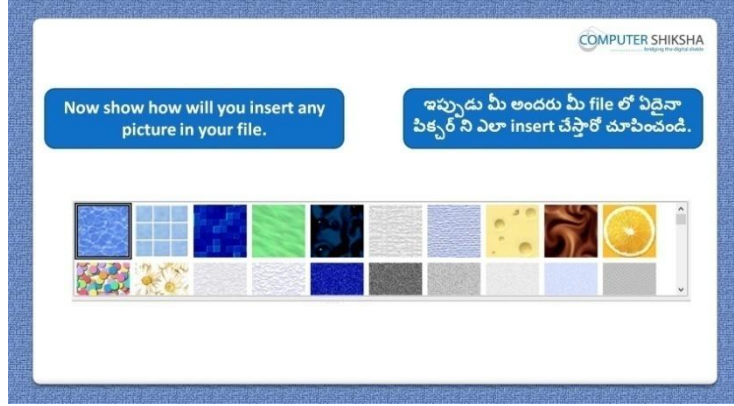 COMPUTER SHIKSHA
bridging the digital divide
Now show how will you insert any
picture in your file.
ఇప్పుడు మీ అందరు మీ file లో ఏదైనా
పిక్చర్ ని ఎలా insert చేస్తారో చూపించండి.